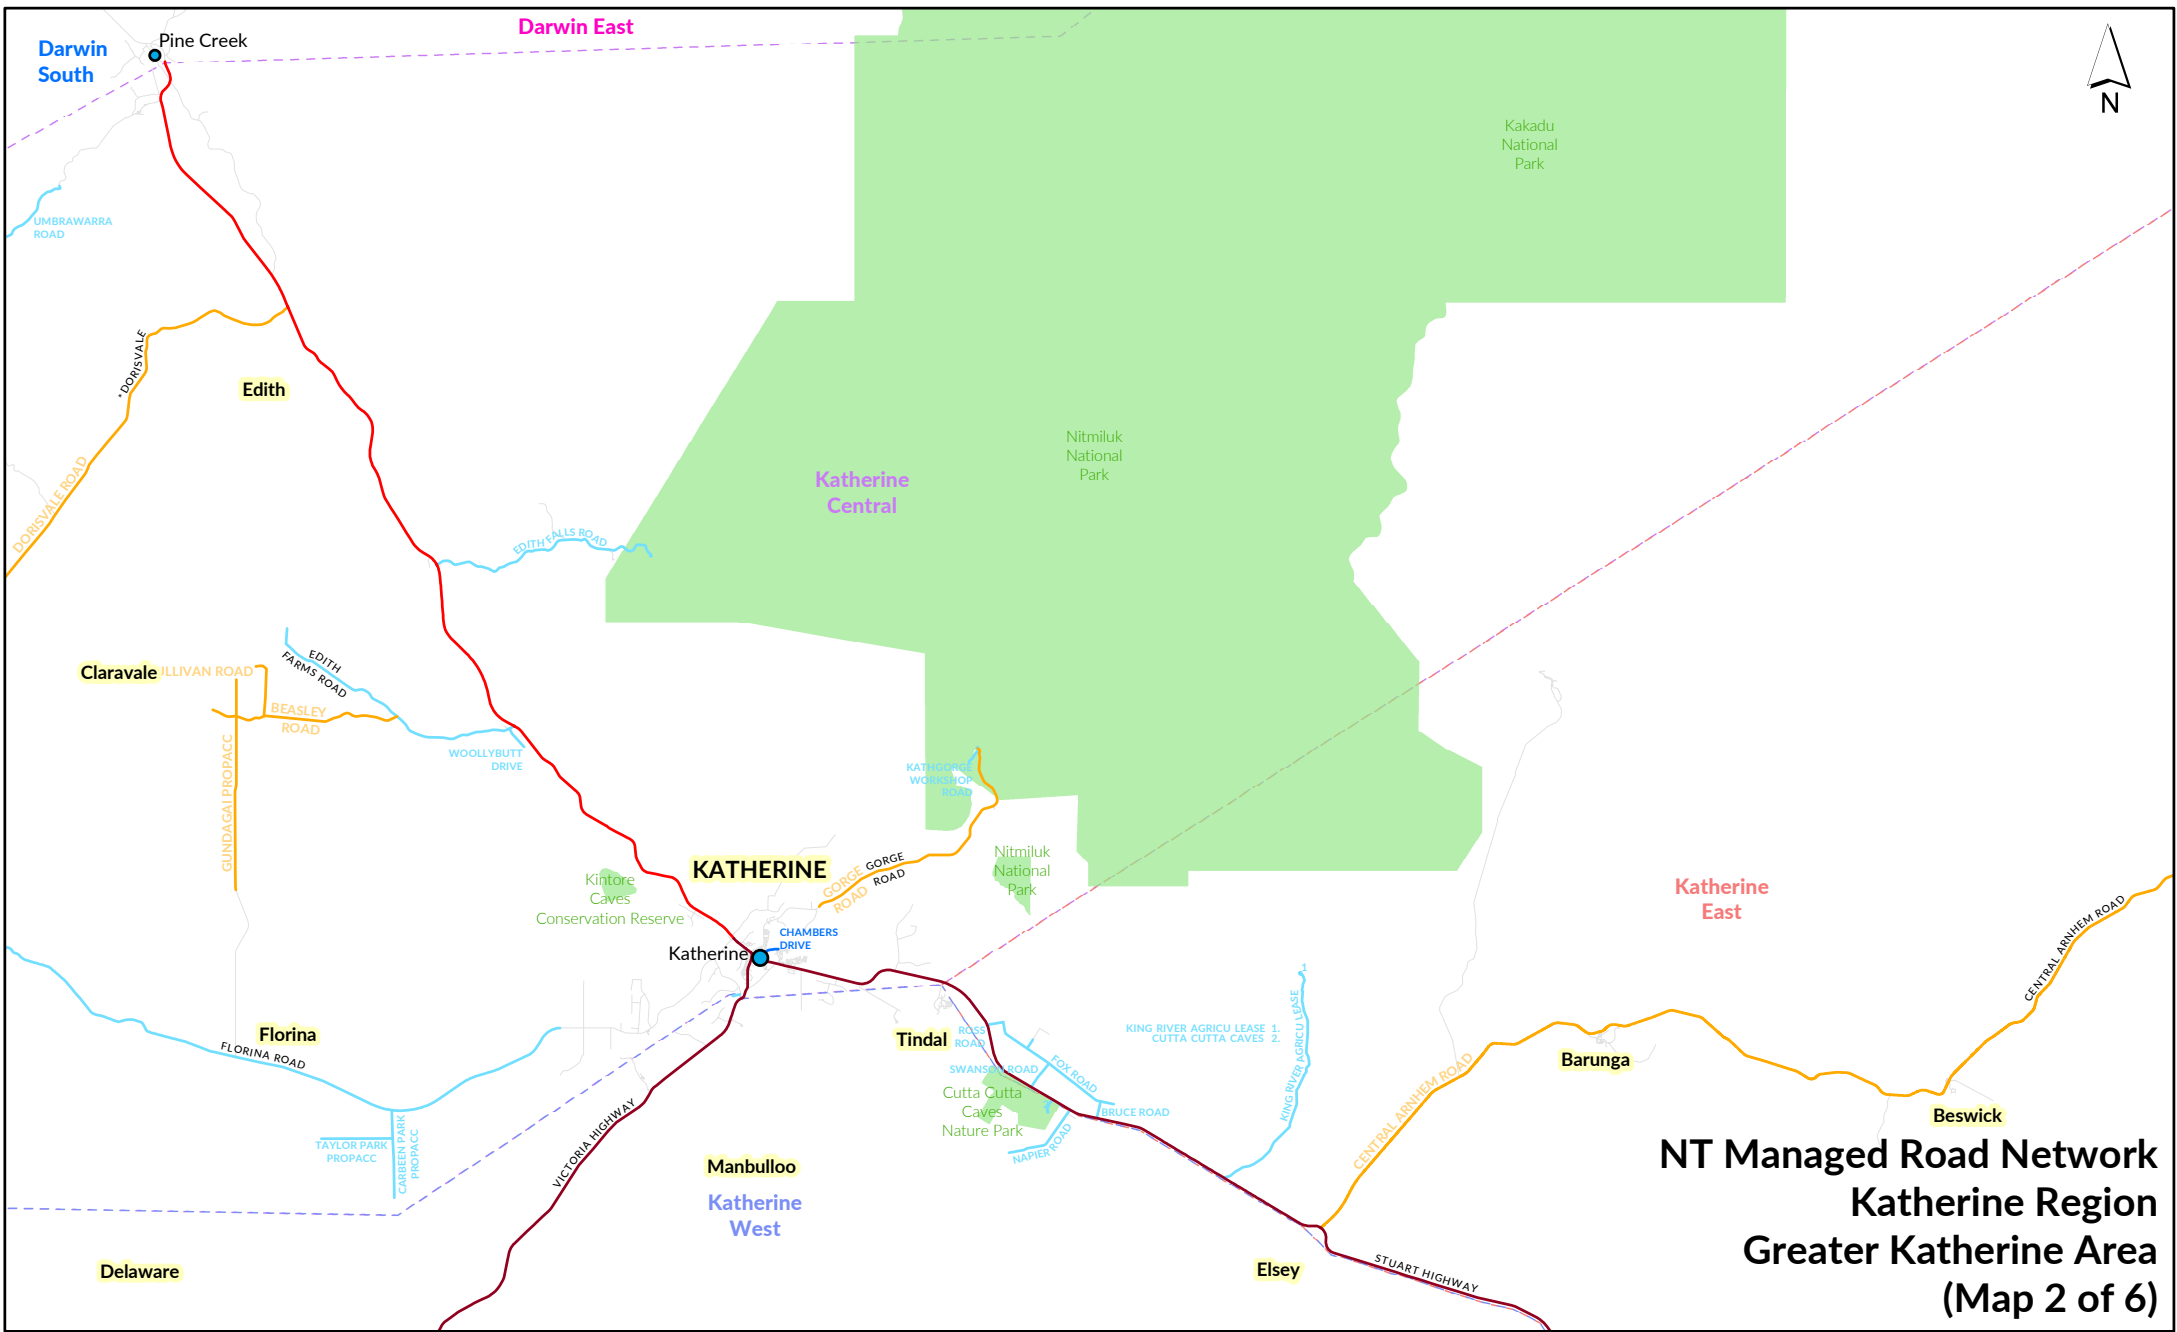 Darwin East
Pine Creek
Darwin
South
N
Kakadu
National
Park
UMBRAWARRA
ROAD
*DORISVALE
Edith
DORISVALE ROAD
Nitmiluk
National
Park
Katherine
Central
EDITH FALLS ROAD
EDITH
FARMS ROAD
Claravale
ULLIVAN ROAD
BEASLEY
ROAD
GUNDAGAI PROPACC
WOOLLYBUTT
DRIVE
KATHGORGE
WORKSHOP
ROAD
KATHERINE
GORGE
ROAD
GORGE
ROAD
Nitmiluk
National
Park
Kintore
Caves
Conservation Reserve
Katherine
East
CHAMBERS
DRIVE
Katherine
CENTRAL ARNHEM ROAD
1
Florina
FLORINA ROAD
Tindal
ROSS
ROAD
KING RIVER AGRICU LEASE 1.
CUTTA CUTTA CAVES 2.
KING RIVER AGRICU LEASE
SWANSON ROAD
FOX ROAD
Barunga
CENTRAL ARNHEM ROAD
Cutta Cutta
Caves
Nature Park
BRUCE ROAD
NAPIER ROAD
Beswick
TAYLOR PARK
PROPACC
CARBEEN PARK
PROPACC
VICTORIA HIGHWAY
Manbulloo
Katherine
West
Delaware
Elsey
STUART HIGHWAY
NT Managed Road Network
Katherine Region
Greater Katherine Area
(Map 2 of 6)